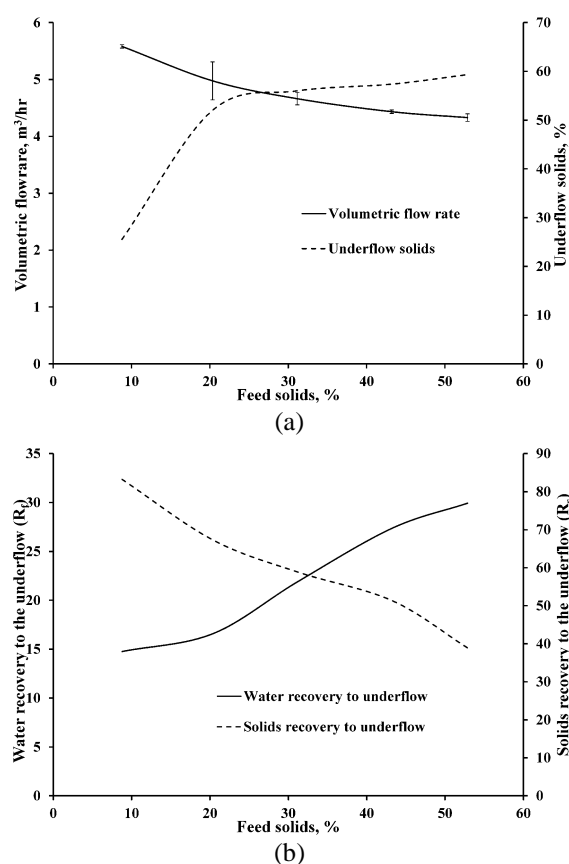 (a)
Volumetric flowrare, m³/hr
6
5
4
3
2
1
0
0 10 20 30 40 50 60
Feed solids, %
70
60
50
40
30
20
10
0
Underflow solids, %
Volumetric flow rate
Underflow solids
(a)
Water recovery to the underflow (Rf)
35
30
25
20
15
10
5
0
0 10 20 30 40 50 60
Feed solids, %
90
80
70
60
50
40
30
20
10
0
Solids recovery to the underflow (R
Water recovery to underflow
Solids recovery to underflow
(b)